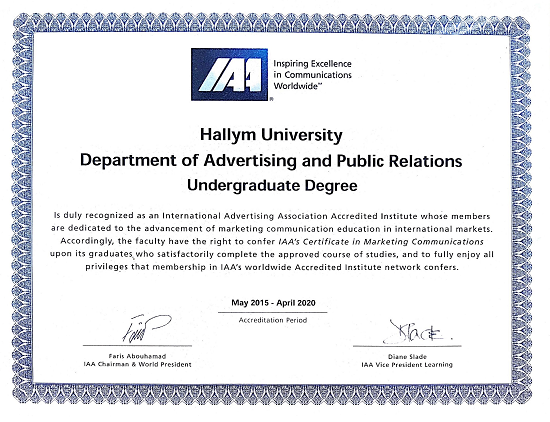 IAA
Inspiring Excellence
in Communications
Worldwide™
®
Hallym University
Department of Advertising and Public Relations
Undergraduate Degree
Is duly recognized as an International Advertising Association Accredited Institute whose members
are dedicated to the advancement of marketing communication education in international markets.
Accordingly, the faculty have the right to confer IAA's Certificate in Marketing Communications
upon its graduates who satisfactorily complete the approved course of studies, and to fully enjoy all
privileges that membership in IAA's worldwide Accredited Institute network confers.
May 2015 - April 2020
Accreditation Period
Faris Abouhamad
IAA Chairman & World President
Diane Slade
IAA Vice President Learning